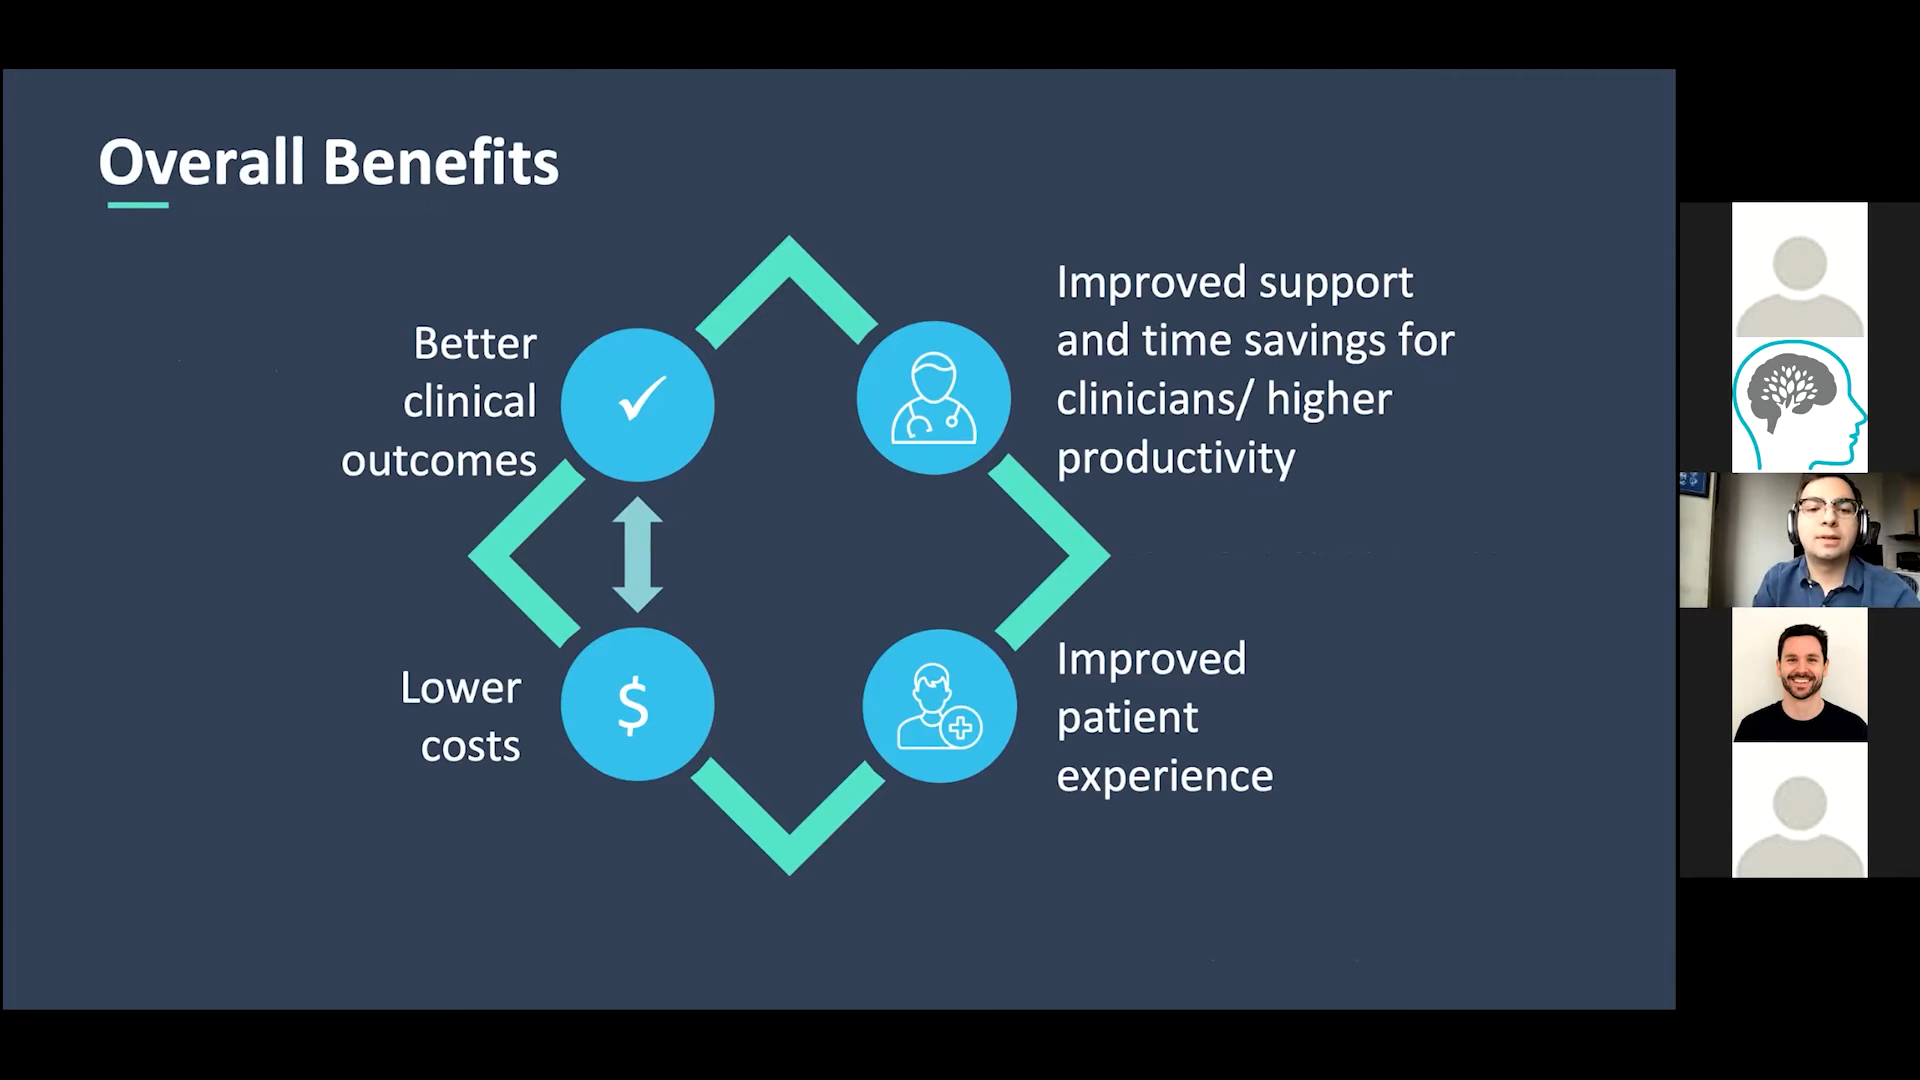 Overall Benefits
Better
clinical
outcomes
Improved support
and time savings for
clinicians/ higher
productivity
Lower
costs
$
Improved
patient
experience